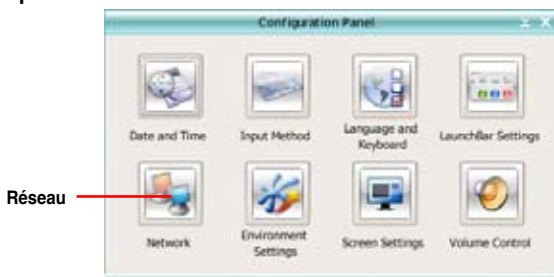 Configuration Panel
Date and Time
Input Method
Language and
Keyboard
LaunchBar Settings
Réseau
Network
Environment
Settings
Screen Settings
Volume Control